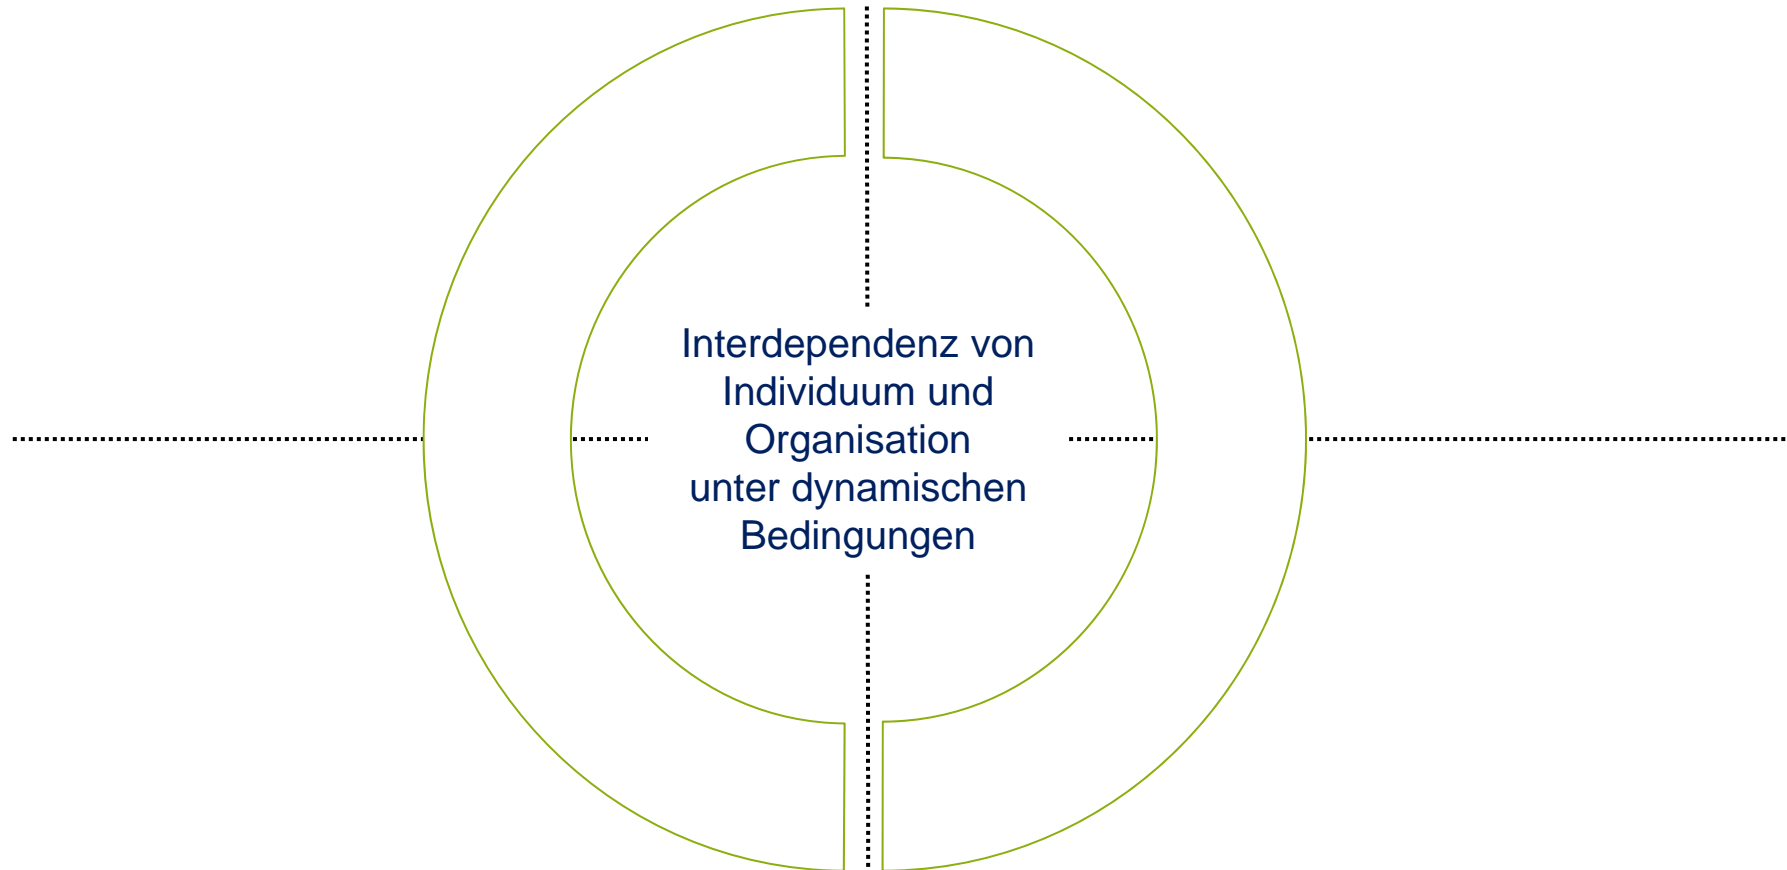 Interdependenz von
Individuum und
Organisation
unter dynamischen
Bedingungen